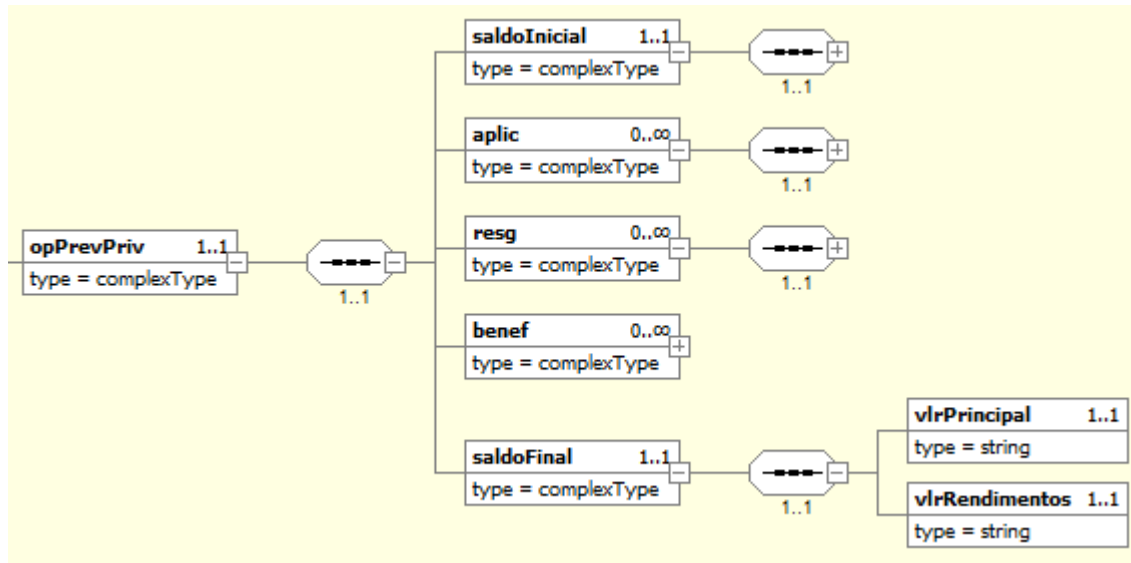 saldoInicial 1..1
type = complexType
1..1
aplic 0..∞
type = complexType
1..1
resg 0..∞
type = complexType
1..1
opPrevPriv 1..1
type = complexType
1..1
benef 0..∞
type = complexType
saldoFinal 1..1
type = complexType
1..1
vlrPrincipal 1..1
type = string
vlrRendimentos 1..1
type = string